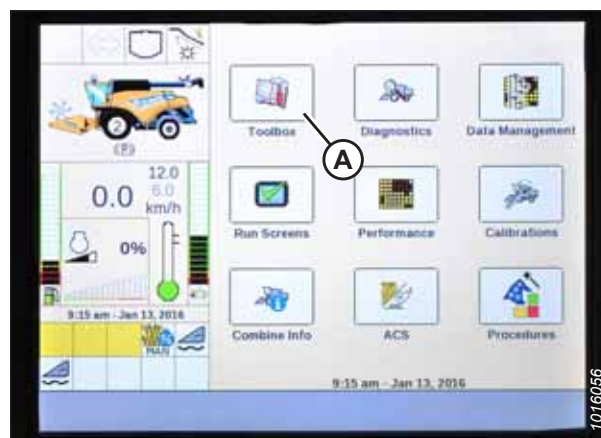 12.0
6.0
0.0 km/h
0%
9:15 am - Jan 13, 2016
MAN
2
(P)
Toolbox
Diagnostics
Data Management
A
Run Screens
Performance
Calibrations
Combine Info
ACS
Procedures
9:15 am - Jan 13, 2016
1016056